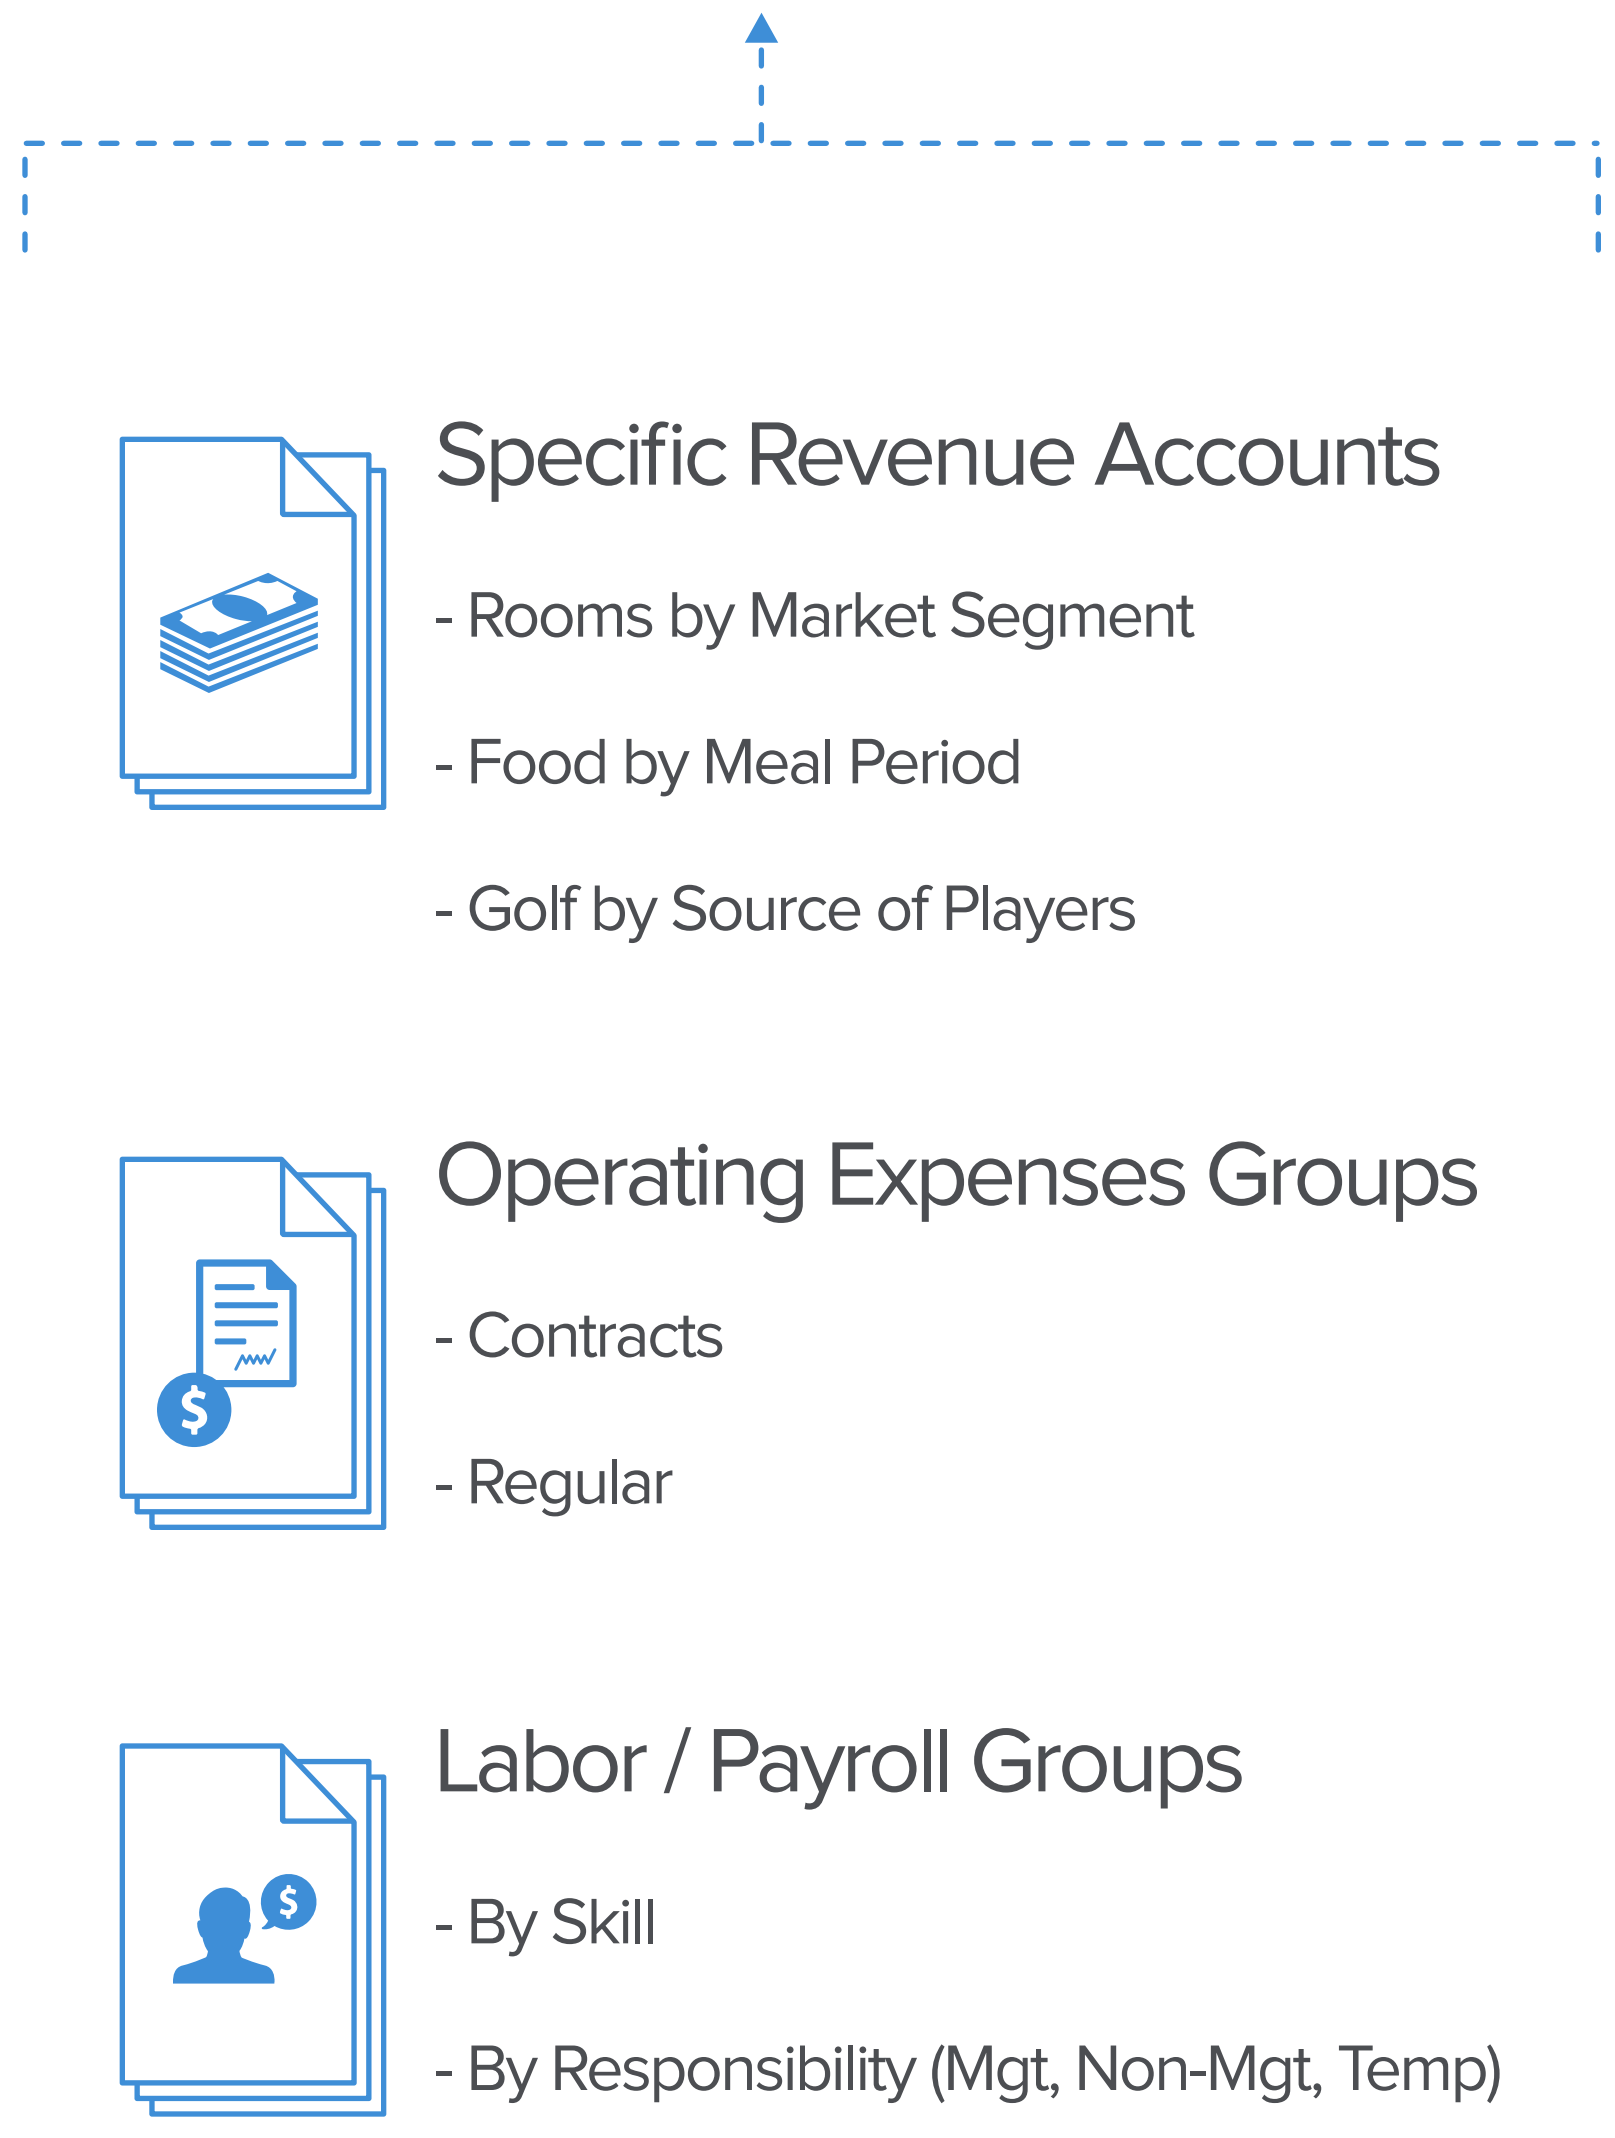 Specific Revenue Accounts
- Rooms by Market Segment
- Food by Meal Period
- Golf by Source of Players
Operating Expenses Groups
- Contracts
- Regular
$
Labor / Payroll Groups
$
- By Skill
- By Responsibility (Mgt, Non-Mgt, Temp)